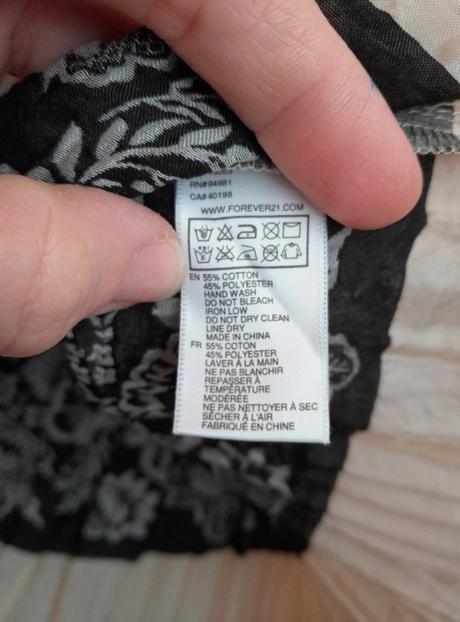 RN#94981
CA#40198
WWW.FOREVER21.COM
EN 55% COTTON
45% POLYESTER
HAND WASH
DO NOT BLEACH
IRON LOW
DO NOT DRY CLEAN
LINE DRY
MADE IN CHINA
FR 55% COTON
45% POLYESTER
LAVER À LA MAIN
NE PAS BLANCHIR
REPASSER À
TEMPÉRATURE
MODÉRÉE
NE PAS NETTOYER À SEC
SÉCHER À L'AIR
FABRIQUÉ EN CHINE